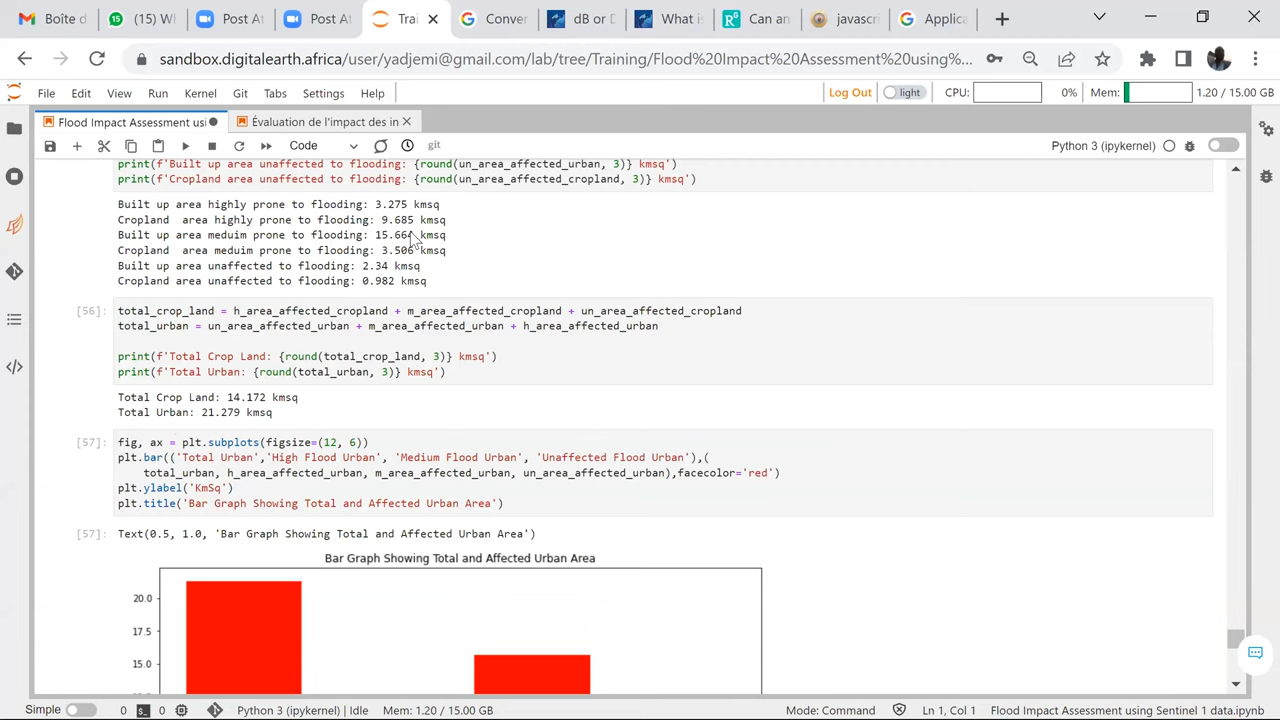 Boîte d
(15) W
Post At
Post At
Trai
Conver
dB or D
What is
Can an
javascri
Applica
sandbox.digitalearth.africa/user/yadjemi@gmail.com/lab/tree/Training/Flood%20Impact%20Assessment%20using%...
File Edit View Run Kernel Git Tabs Settings Help
Log Out light CPU: 0% Mem: 1.20 / 15.00 GB
Flood Impact Assessment usi
Évaluation de l'impact des in
Code git Python 3 (ipykernel)
print(f'Built up area unaffected to flooding: {round(un_area_affected_urban, 3)} kmsq')
print(f'Cropland area unaffected to flooding: {round(un_area_affected_cropland, 3)} kmsq')
Built up area highly prone to flooding: 3.275 kmsq
Cropland  area highly prone to flooding: 9.685 kmsq
Built up area meduim prone to flooding: 15.664 kmsq
Cropland  area meduim prone to flooding: 3.506 kmsq
Built up area unaffected to flooding: 2.34 kmsq
Cropland area unaffected to flooding: 0.982 kmsq
[56]: total_crop_land = h_area_affected_cropland + m_area_affected_cropland + un_area_affected_cropland
total_urban = un_area_affected_urban + m_area_affected_urban + h_area_affected_urban
print(f'Total Crop Land: {round(total_crop_land, 3)} kmsq')
print(f'Total Urban: {round(total_urban, 3)} kmsq')
Total Crop Land: 14.172 kmsq
Total Urban: 21.279 kmsq
[57]: fig, ax = plt.subplots(figsize=(12, 6))
plt.bar(('Total Urban','High Flood Urban', 'Medium Flood Urban', 'Unaffected Flood Urban'),(
total_urban, h_area_affected_urban, m_area_affected_urban, un_area_affected_urban),facecolor='red')
plt.ylabel('KmSq')
plt.title('Bar Graph Showing Total and Affected Urban Area')
[57]: Text(0.5, 1.0, 'Bar Graph Showing Total and Affected Urban Area')
Bar Graph Showing Total and Affected Urban Area
20.0
17.5
15.0
Simple 0 0 Python 3 (ipykernel) | Idle Mem: 1.20 / 15.00 GB Mode: Command Ln 1, Col 1 Flood Impact Assessment using Sentinel 1 data.ipynb